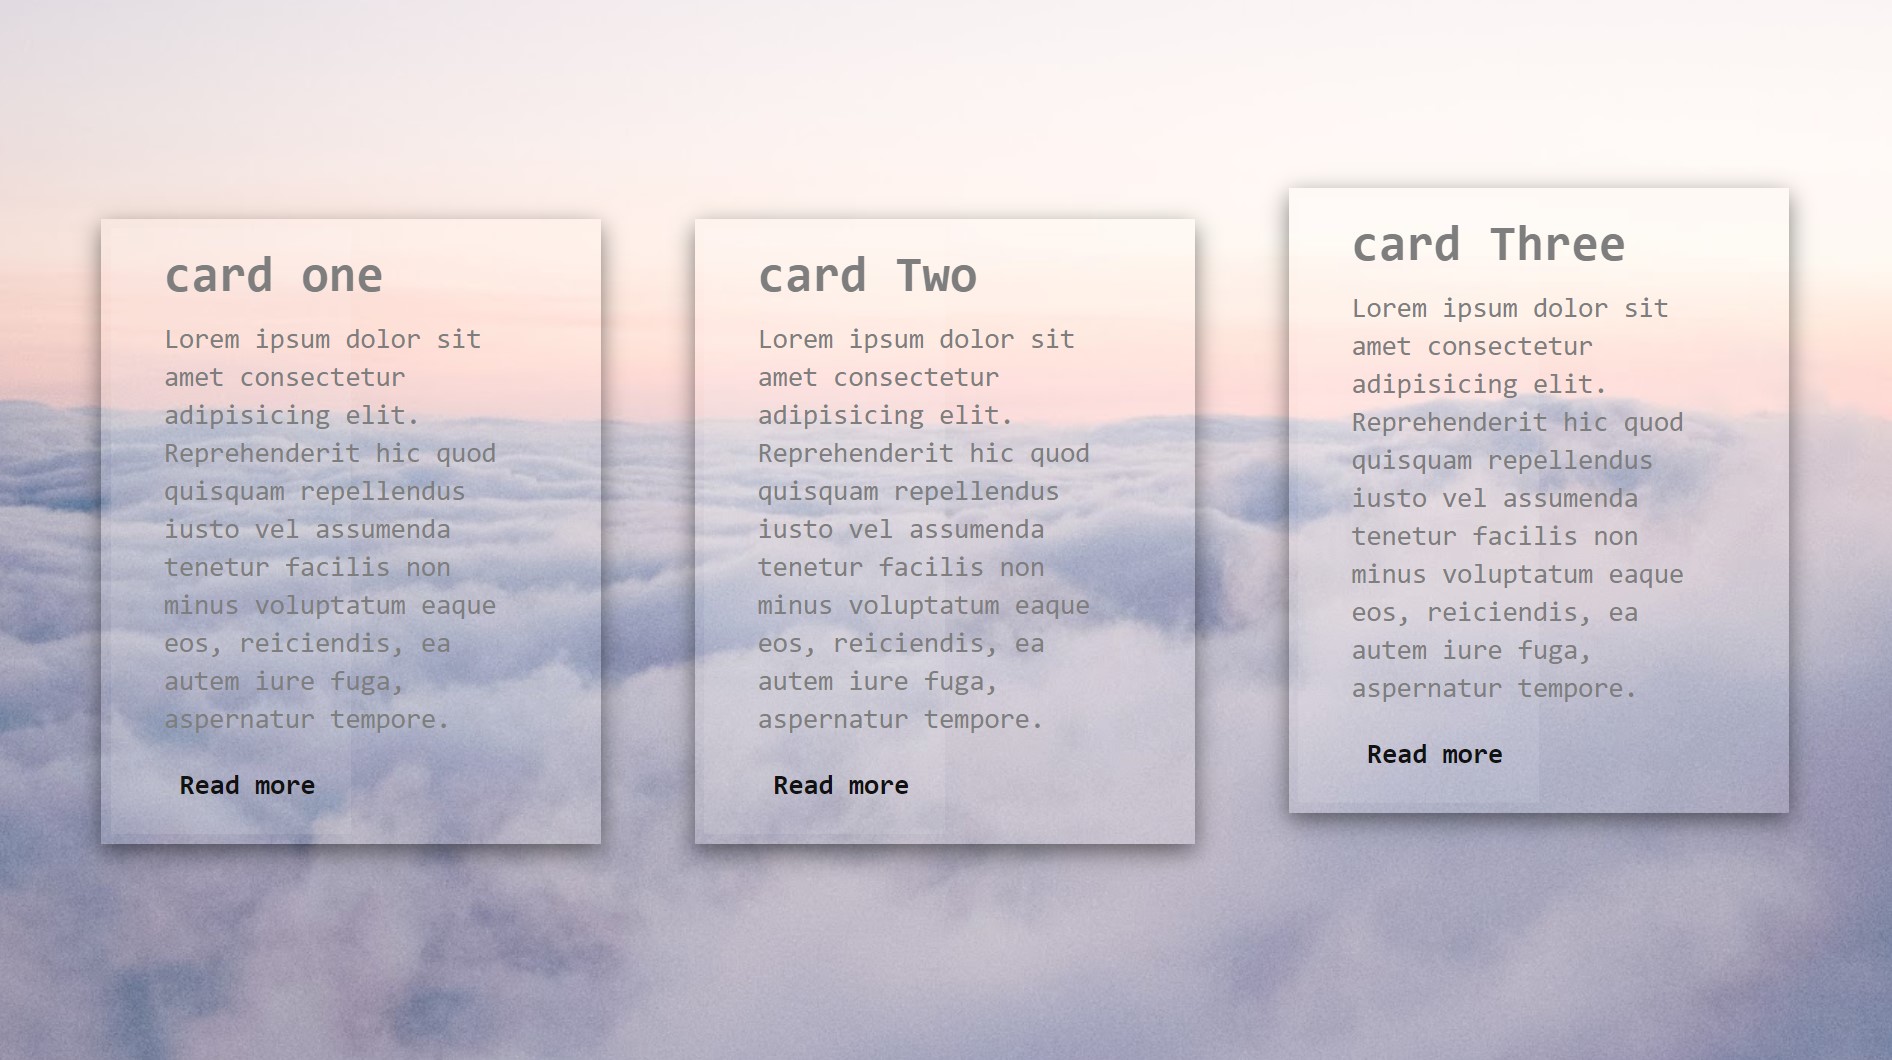 card one
Lorem ipsum dolor sit
amet consectetur
adipisicing elit.
Reprehenderit hic quod
quisquam repellendus
iusto vel assumenda
tenetur facilis non
minus voluptatum eaque
eos, reiciendis, ea
autem iure fuga,
aspernatur tempore.
Read more
card Two
Lorem ipsum dolor sit
amet consectetur
adipisicing elit.
Reprehenderit hic quod
quisquam repellendus
iusto vel assumenda
tenetur facilis non
minus voluptatum eaque
eos, reiciendis, ea
autem iure fuga,
aspernatur tempore.
Read more
card Three
Lorem ipsum dolor sit
amet consectetur
adipisicing elit.
Reprehenderit hic quod
quisquam repellendus
iusto vel assumenda
tenetur facilis non
minus voluptatum eaque
eos, reiciendis, ea
autem iure fuga,
aspernatur tempore.
Read more